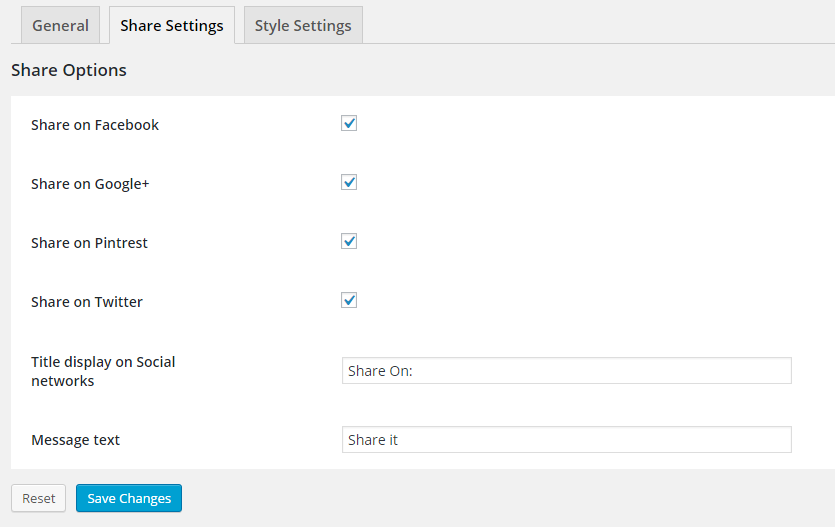 General Share Settings Style Settings
Share Options
Share on Facebook
Share on Google+
Share on Pintrest
Share on Twitter
Title display on Social
networks
Share On:
Message text
Share it
Reset Save Changes